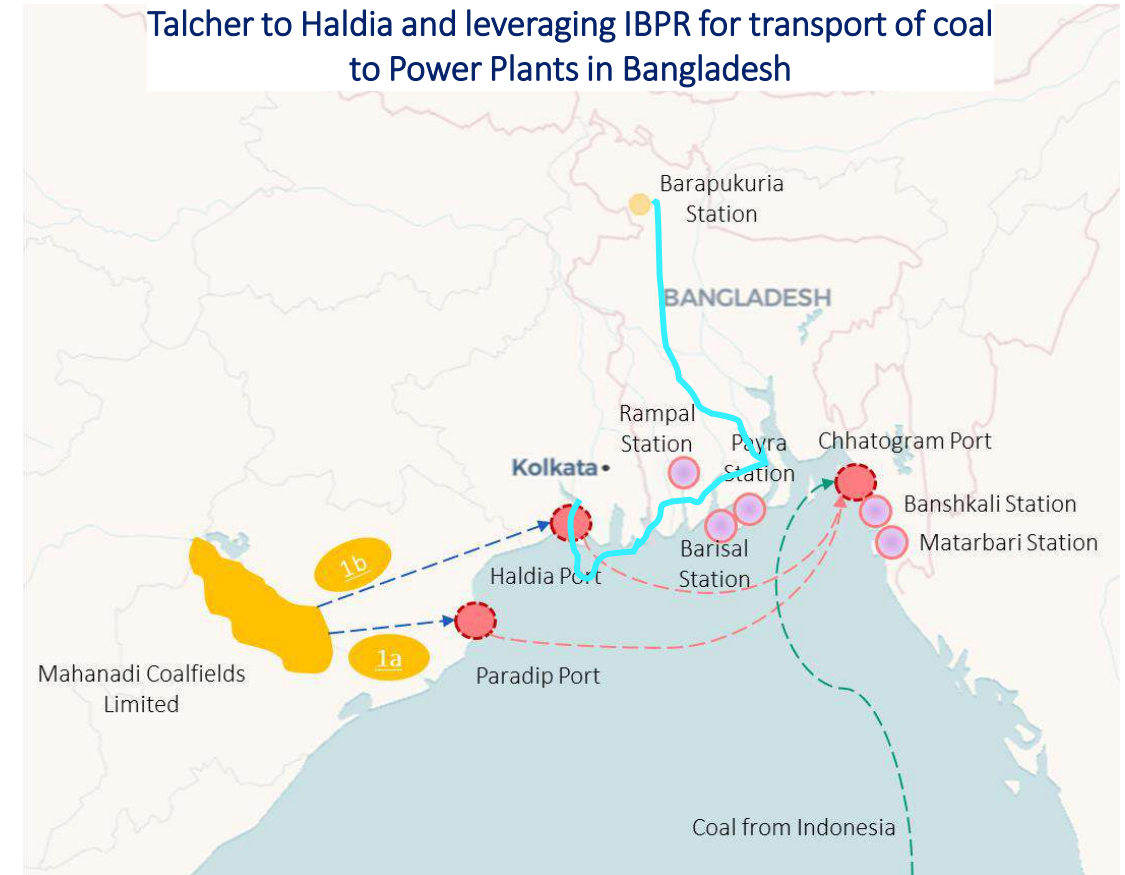 Talcher to Haldia and leveraging IBPR for transport of coal
to Power Plants in Bangladesh
Barapukuria
Station
BANGLADESH
Rampal
Station
Payra
Station
Chhatogram Port
Kolkata
Banshkali Station
Matarbari Station
Barisal
Station
Haldia Port
1b
1a
Paradip Port
Mahanadi Coalfields
Limited
Coal from Indonesia